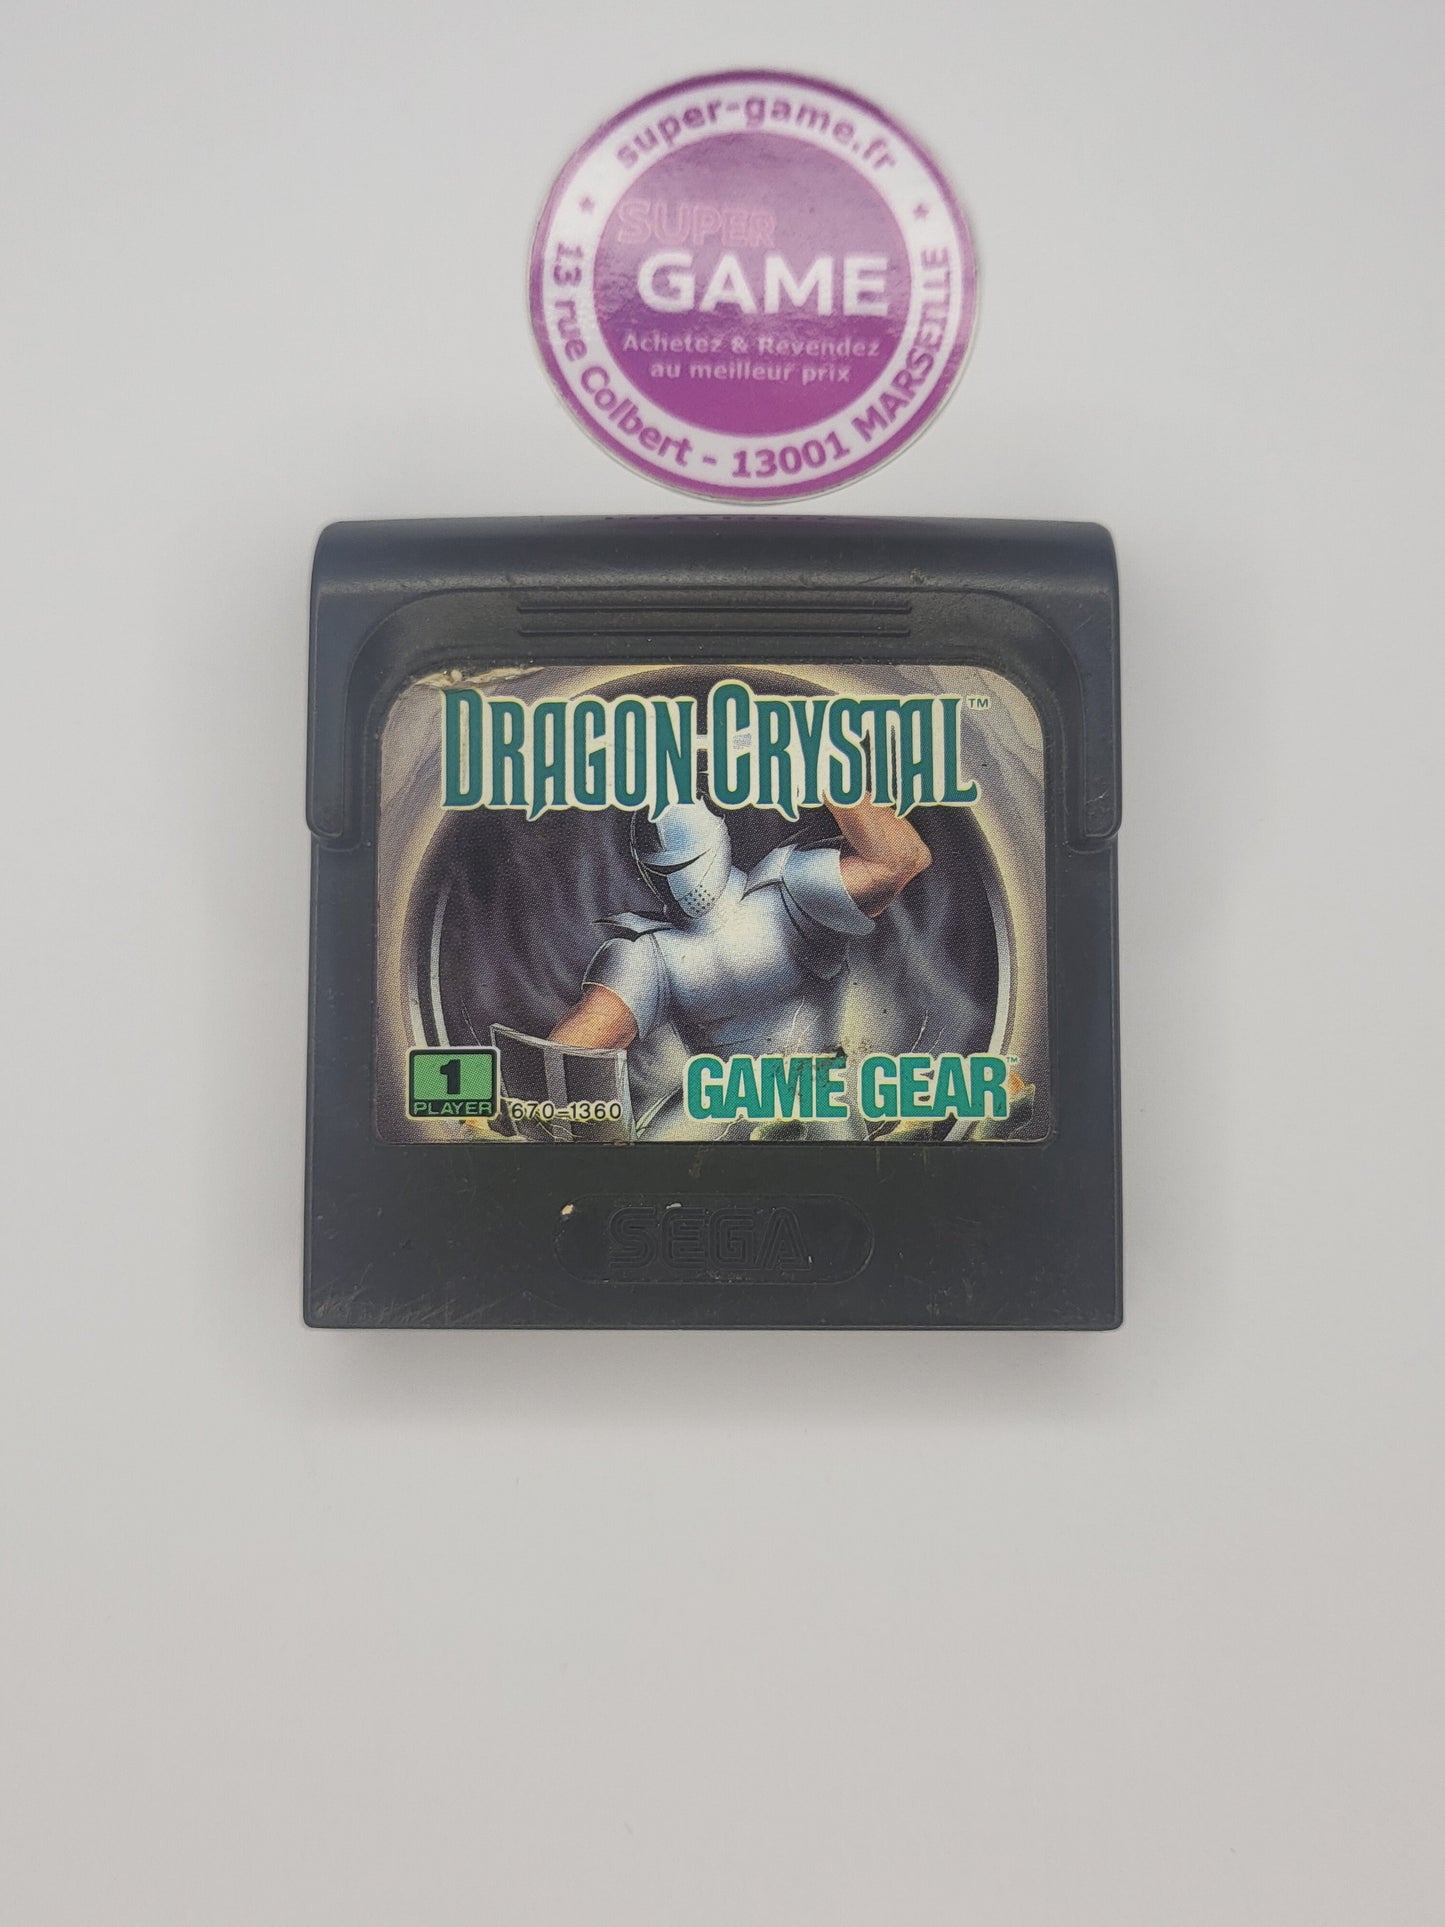 super-game.fr
SUPER
GAME
Achetez & Revendez
au meilleur prix
13 rue Colbert - 13001 MARSEILLE
DRAGON CRYSTAL™
1
PLAYER
670-1360
GAME GEAR™
SEGA